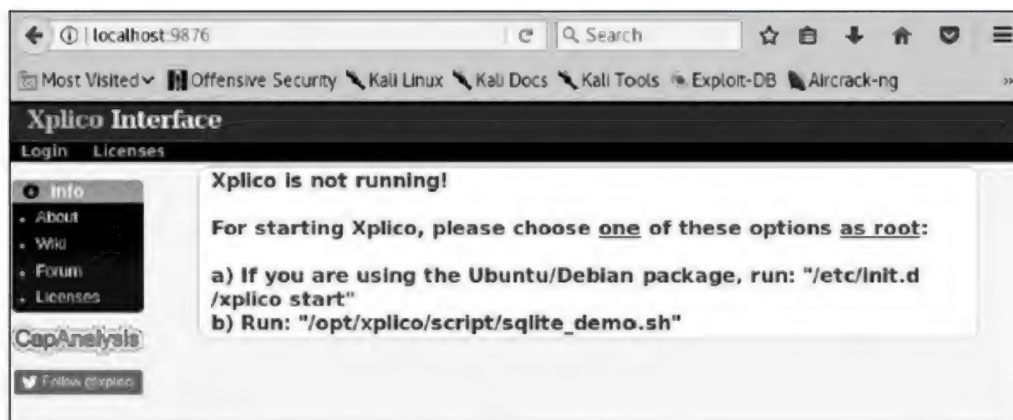 localhost:9876
Search
Most Visited Offensive Security Kali Linux Kali Docs Kali Tools Exploit-DB Aircrack-ng »
Xplico Interface
Login Licenses
Info
About
Wiki
Forum
Licenses
CapAnalysis
Follow @xplico
Xplico is not running!
For starting Xplico, please choose one of these options as root:
a) If you are using the Ubuntu/Debian package, run: "/etc/init.d
/xplico start"
b) Run: "/opt/xplico/script/sqlite_demo.sh"